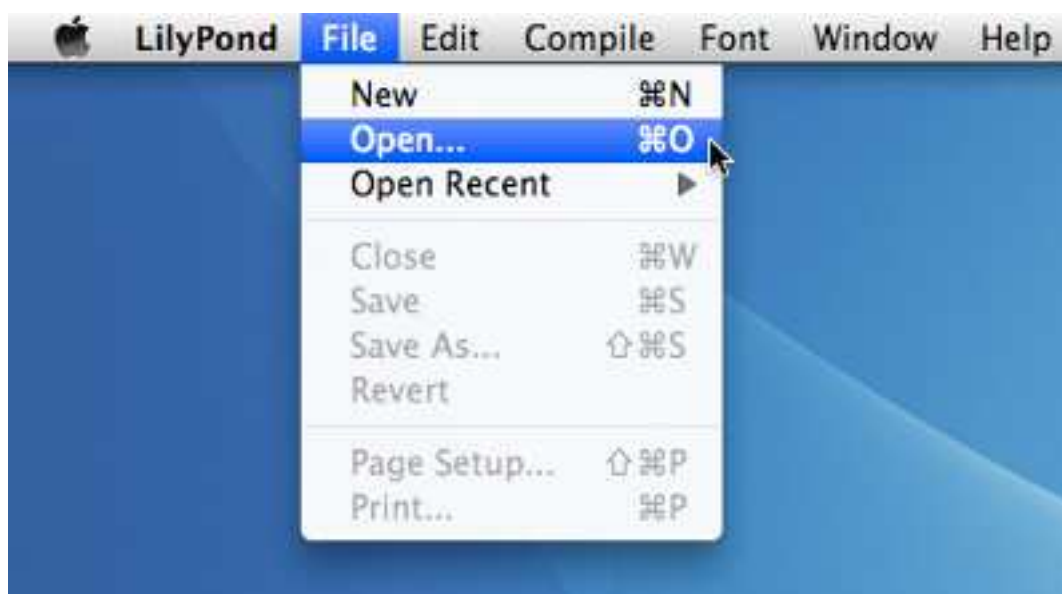 LilyPond File Edit Compile Font Window Help
New ⌘N
Open... ⌘O
Open Recent ▶
Close ⌘W
Save ⌘S
Save As... ⇧⌘S
Revert
Page Setup... ⇧⌘P
Print... ⌘P